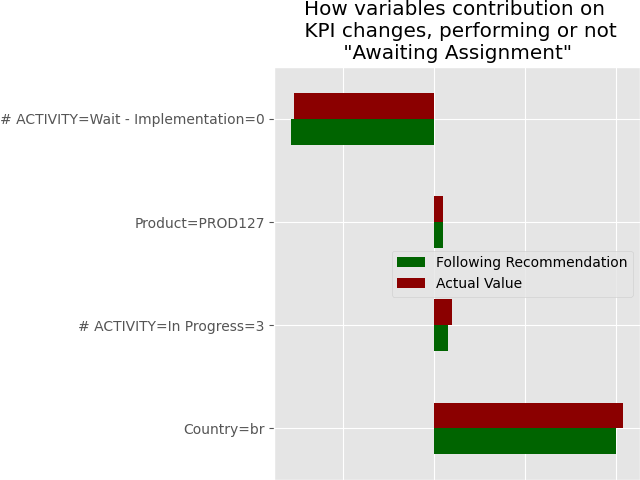 How variables contribution on
KPI changes, performing or not
"Awaiting Assignment"
# ACTIVITY=Wait - Implementation=0
Product=PROD127
Following Recommendation
Actual Value
# ACTIVITY=In Progress=3
Country=br